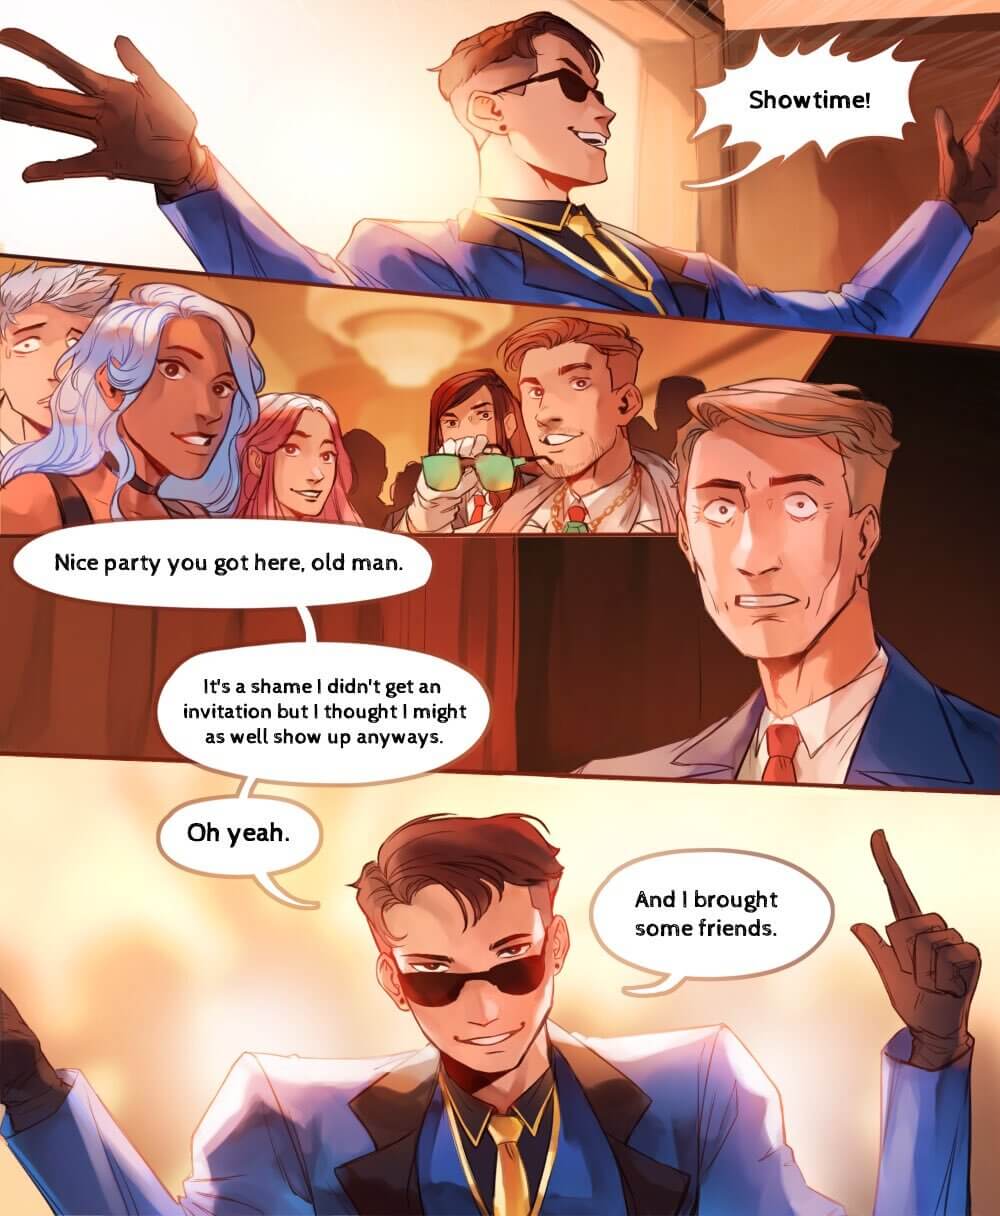 Showtime!
Nice party you got here, old man.
It's a shame I didn't get an
invitation but I thought I might
as well show up anyways.
Oh yeah.
And I brought
some friends.